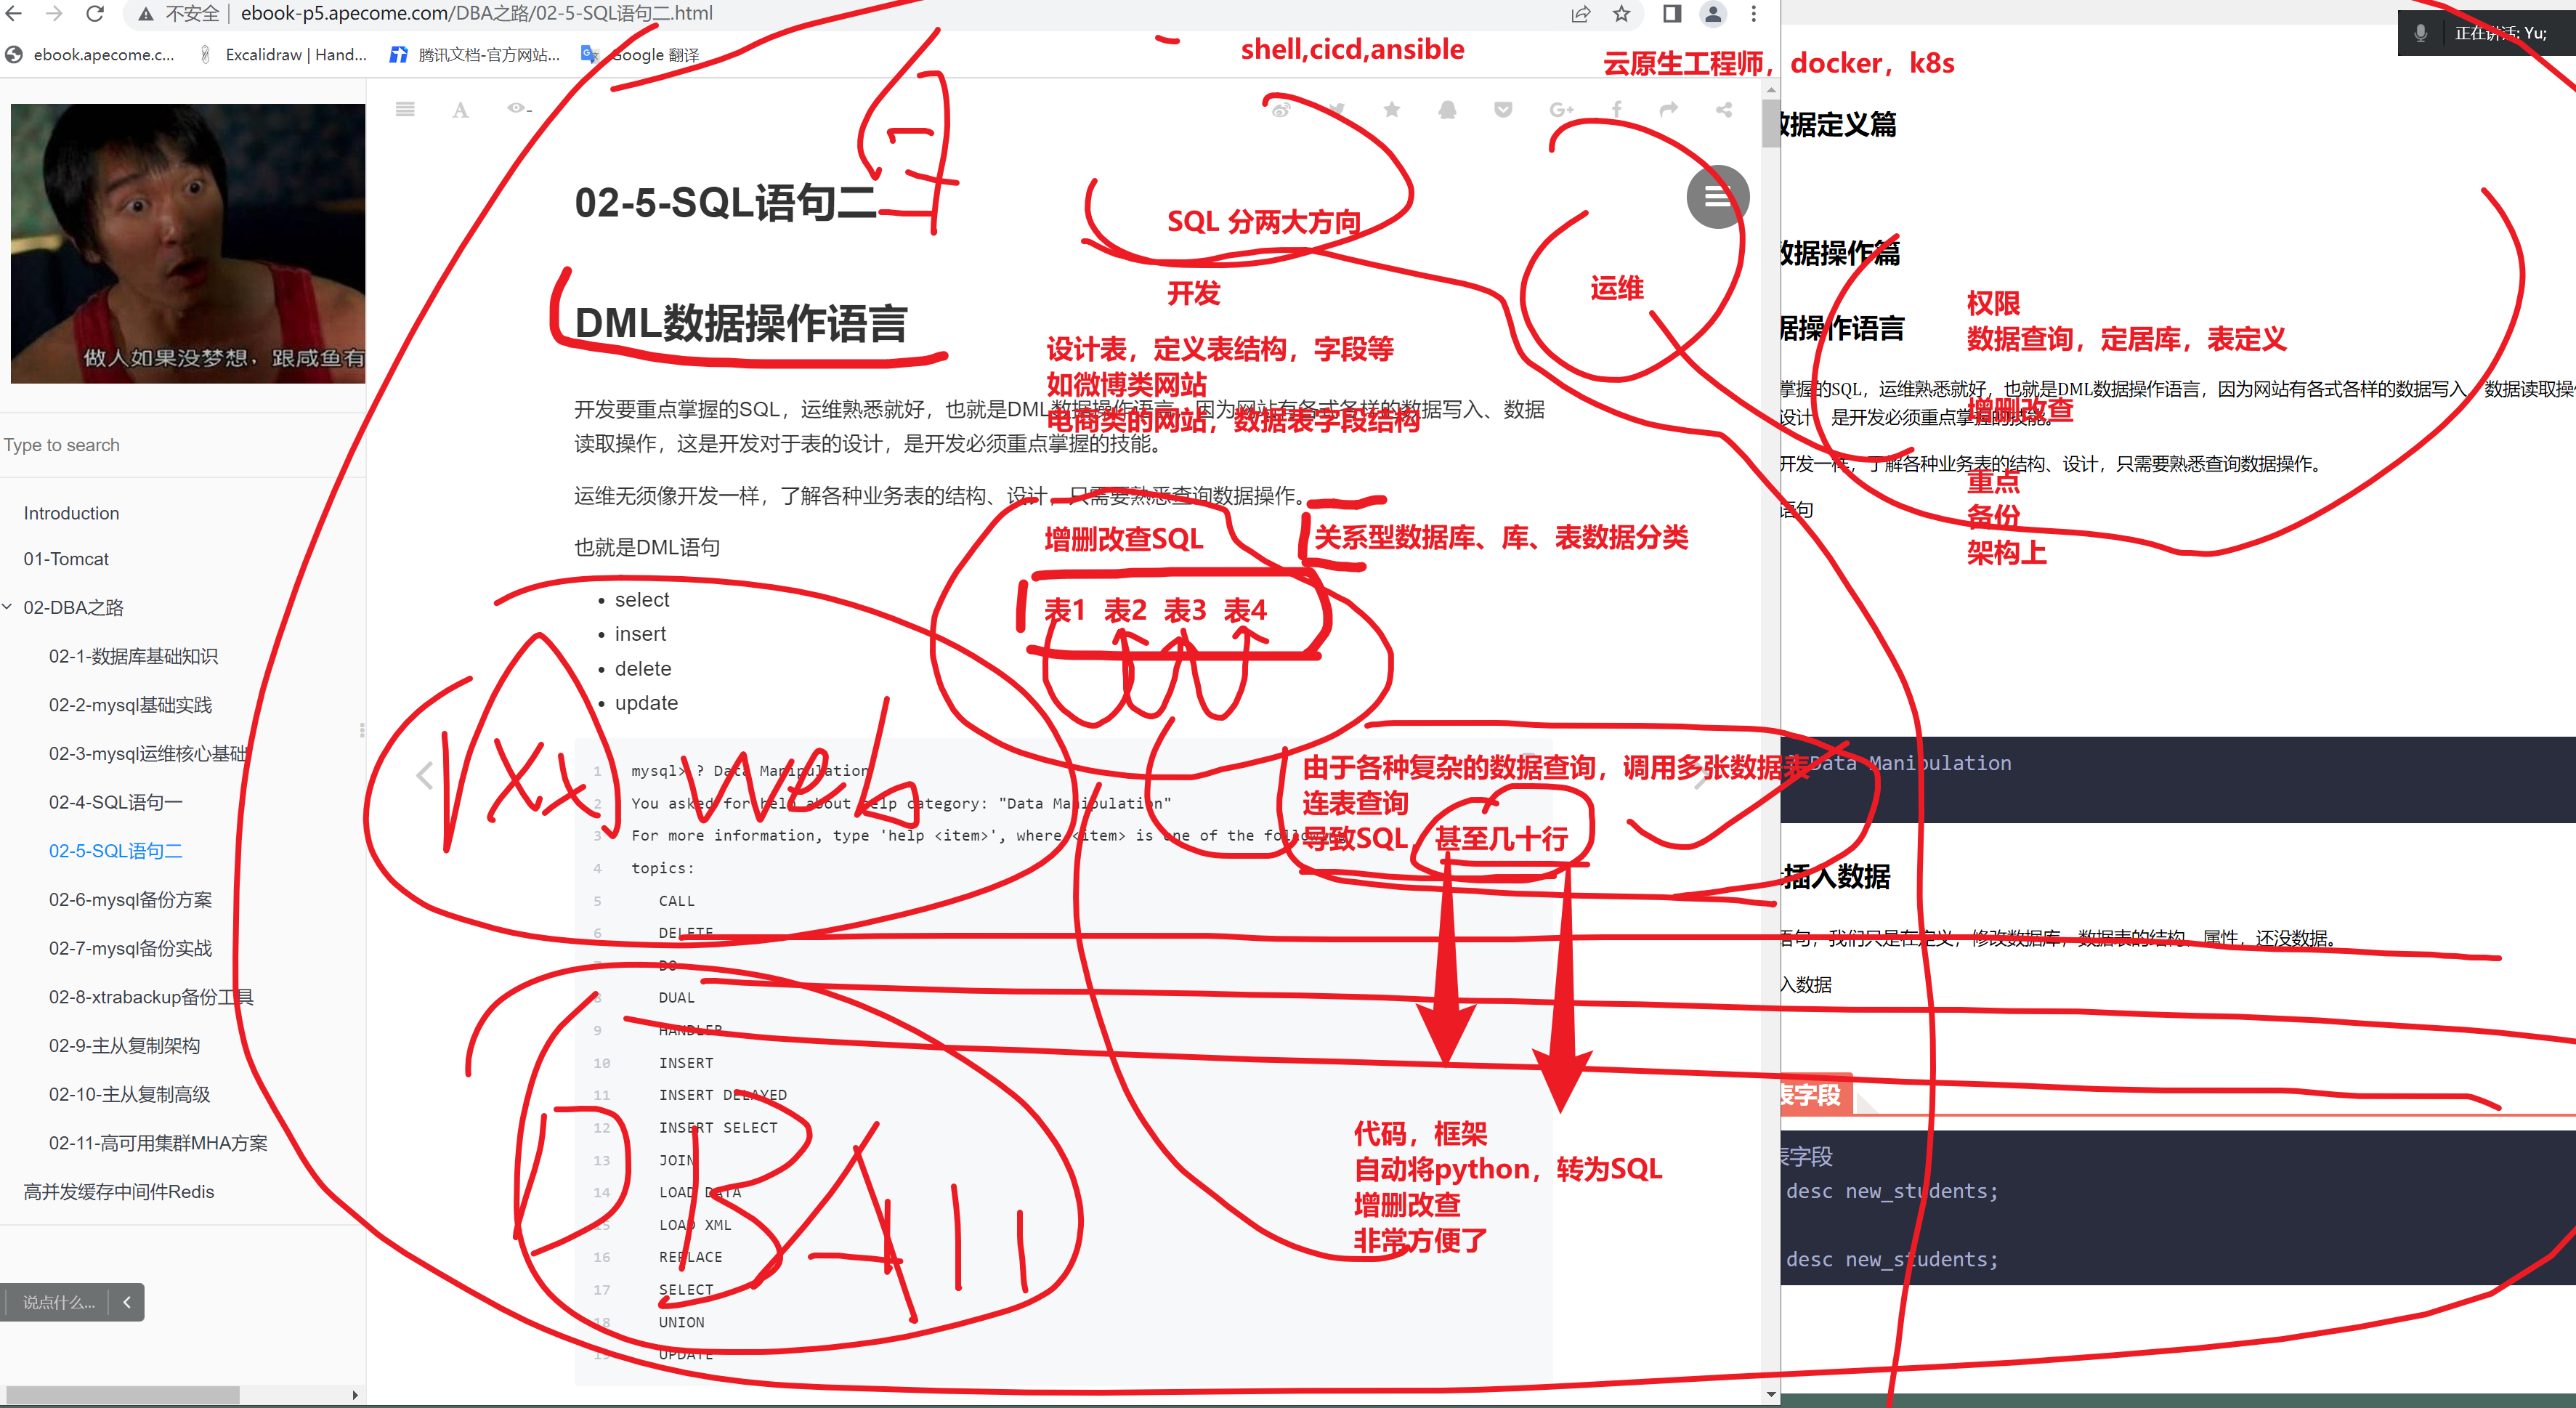 不安全 ebook-p5.apecome.com/DBA之路/02-5-SQL语句二.html
正在讲话: Yu;
ebook.apecome.c...
Excalidraw | Hand...
腾讯文档-官方网站...
Google 翻译
shell,cicd,ansible
云原生工程师，docker，k8s
做人如果没梦想，跟咸鱼有
Type to search
Introduction
01-Tomcat
02-DBA之路
02-1-数据库基础知识
02-2-mysql基础实践
02-3-mysql运维核心基础
02-4-SQL语句一
02-5-SQL语句二
02-6-mysql备份方案
02-7-mysql备份实战
02-8-xtrabackup备份工具
02-9-主从复制架构
02-10-主从复制高级
02-11-高可用集群MHA方案
高并发缓存中间件Redis
说点什么...
02-5-SQL语句二
DML数据操作语言
开发要重点掌握的SQL，运维熟悉就好，也就是DML数据操作语言，因为网站有各式各样的数据写入、数据
读取操作，这是开发对于表的设计，是开发必须重点掌握的技能。
运维无须像开发一样，了解各种业务表的结构、设计，只需要熟悉查询数据操作。
也就是DML语句
select
insert
delete
update
1 mysql> ? Data Manipulation
2 You asked for help about help category: "Data Manipulation"
3 For more information, type 'help <item>', where <item> is one of the following
4 topics:
5 CALL
6 DELETE
7 DO
8 DUAL
9 HANDLER
10 INSERT
11 INSERT DELAYED
12 INSERT SELECT
13 JOIN
14 LOAD DATA
15 LOAD XML
16 REPLACE
17 SELECT
18 UNION
19 UPDATE
SQL 分两大方向
开发
运维
设计表，定义表结构，字段等
如微博类网站
电商类的网站，数据表字段结构
增删改查SQL
关系型数据库、库、表数据分类
表1 表2 表3 表4
由于各种复杂的数据查询，调用多张数据表
连表查询
导致SQL，甚至几十行
代码，框架
自动将python，转为SQL
增删改查
非常方便了
web
DBA
权限
数据查询，定居库，表定义
增删改查
重点
备份
架构上
数据定义篇
数据操作篇
据操作语言
掌握的SQL，运维熟悉就好，也就是DML数据操作语言，因为网站有各式各样的数据写入、数据读取操
设计，是开发必须重点掌握的技能。
开发一样，了解各种业务表的结构、设计，只需要熟悉查询数据操作。
语句
Data Manipulation
插入数据
语句，我们只是在定义，修改数据库，数据表的结构，属性，还没数据。
入数据
表字段
表字段
desc new_students;
desc new_students;